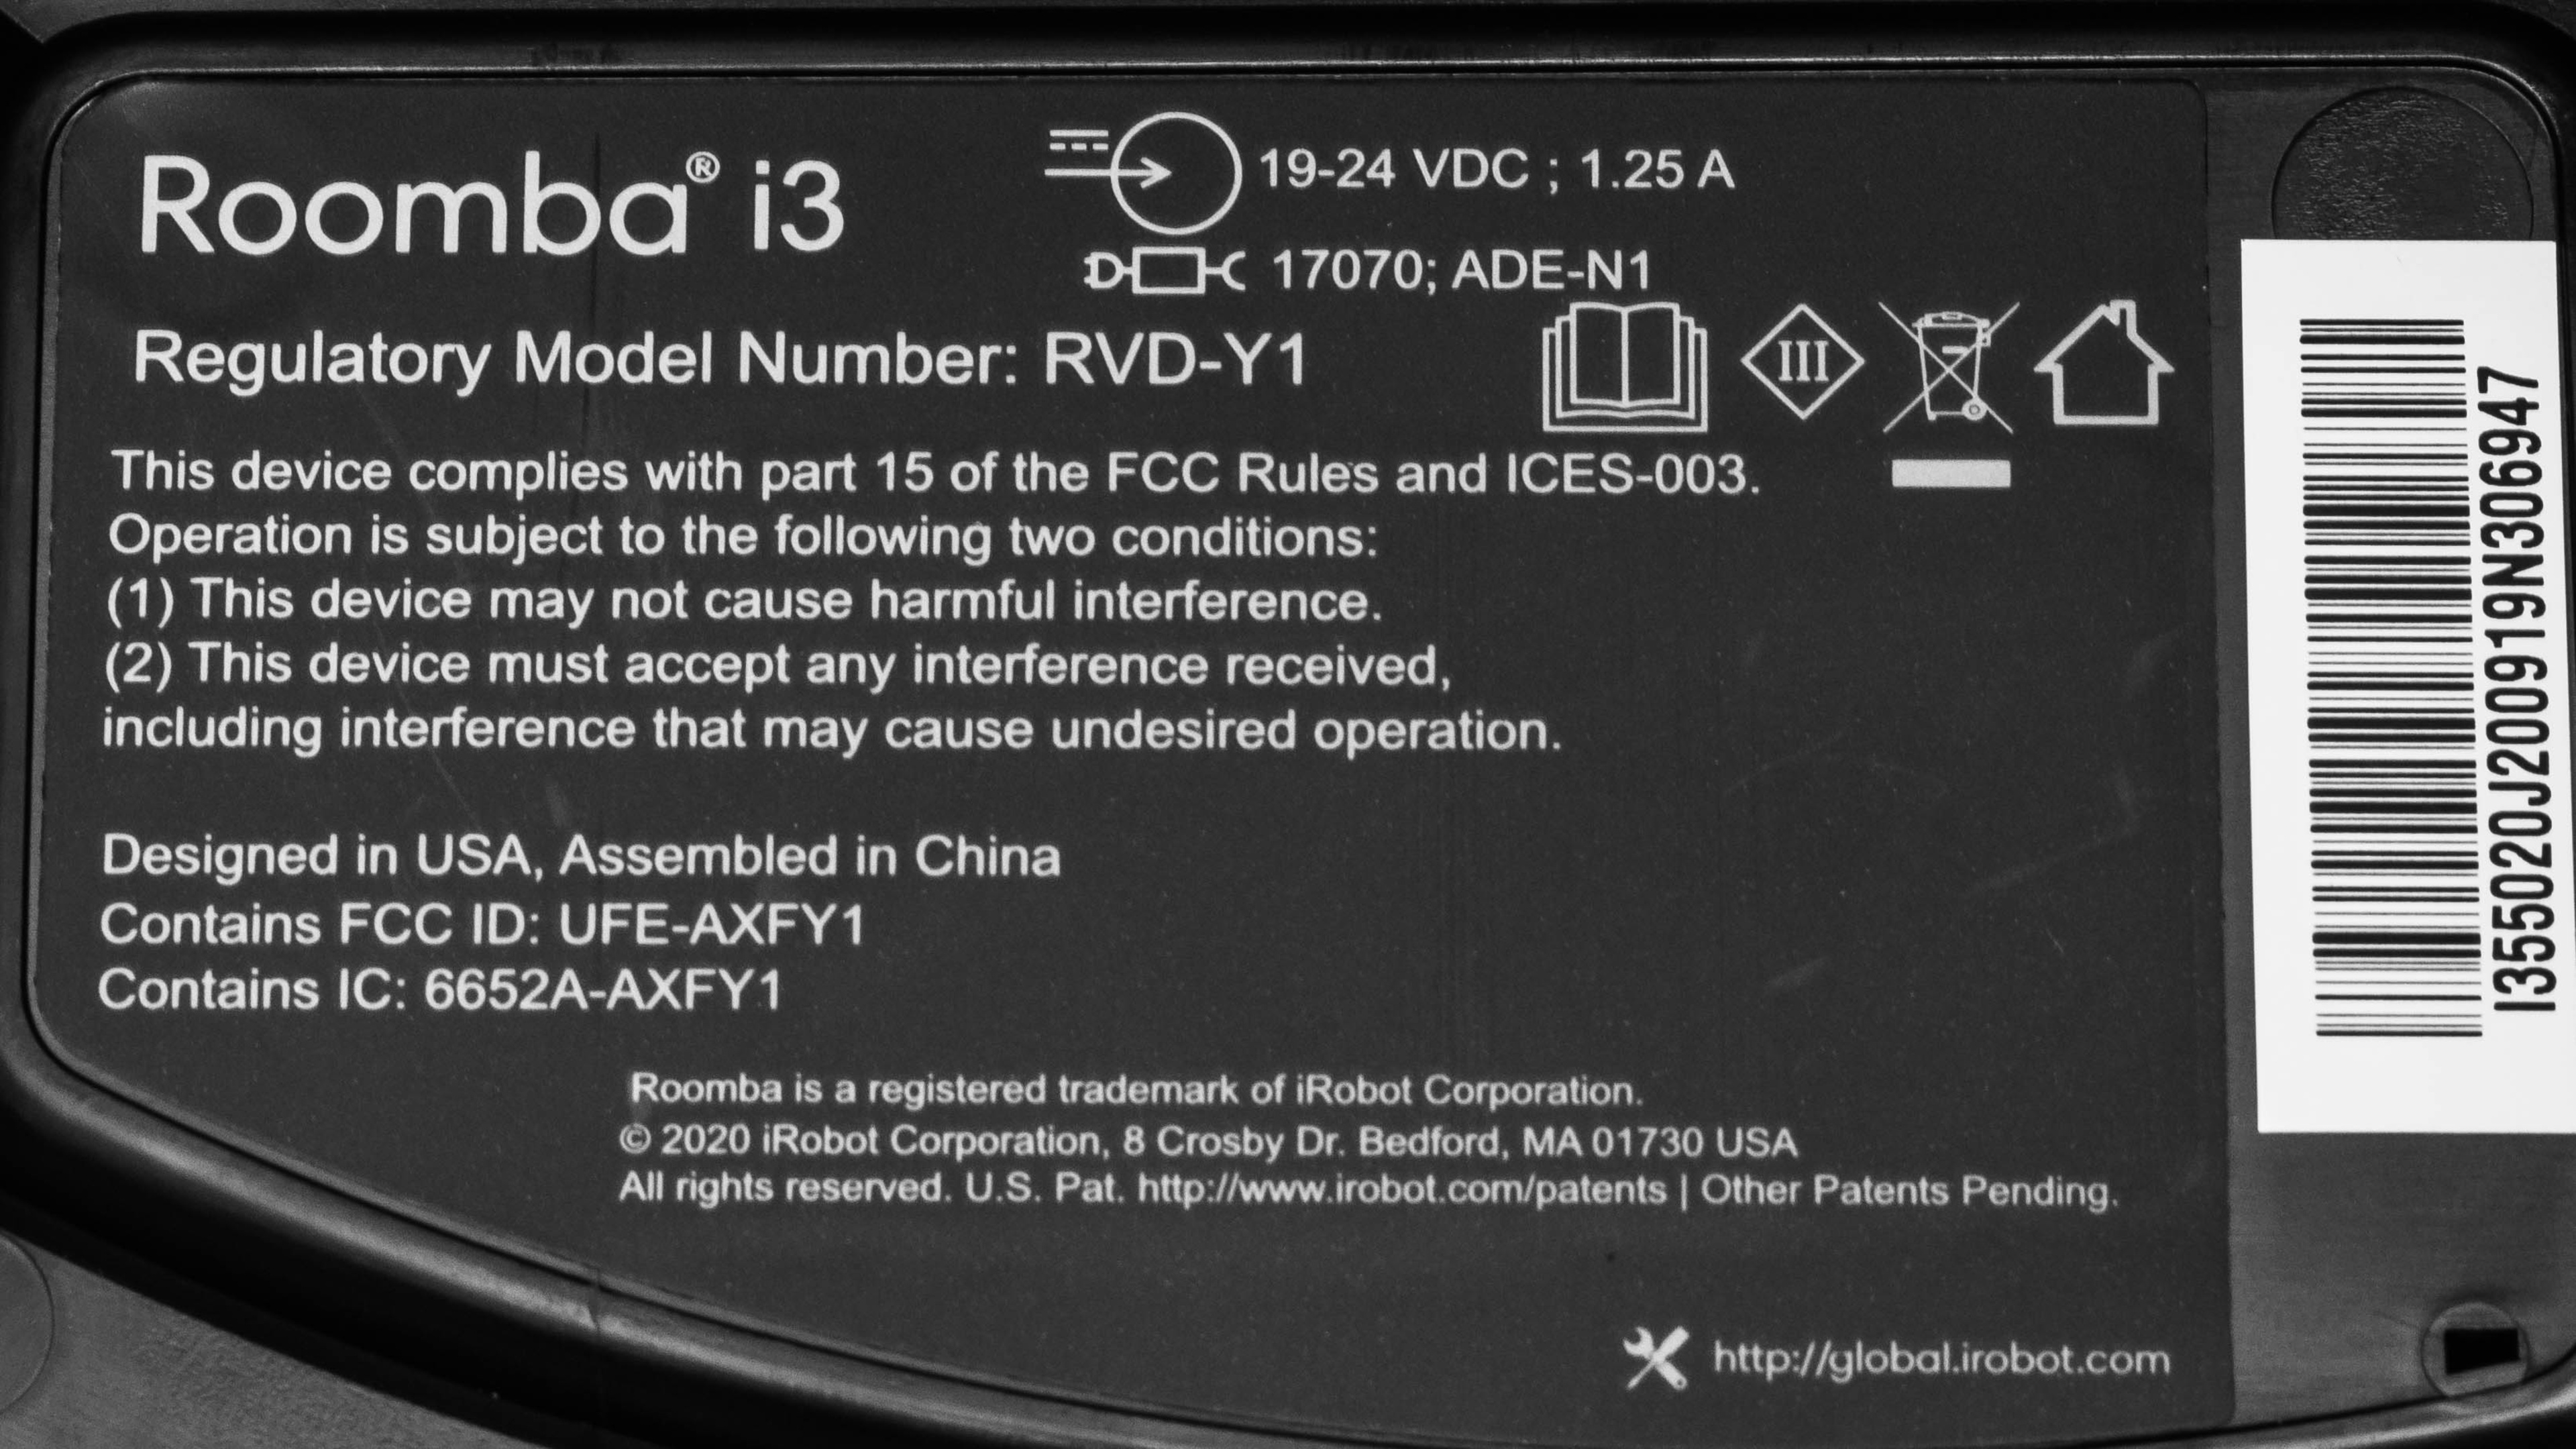 Roomba® i3
19-24 VDC ; 1.25 A
17070; ADE-N1
Regulatory Model Number: RVD-Y1
III
This device complies with part 15 of the FCC Rules and ICES-003.
Operation is subject to the following two conditions:
(1) This device may not cause harmful interference.
(2) This device must accept any interference received,
including interference that may cause undesired operation.
Designed in USA, Assembled in China
Contains FCC ID: UFE-AXFY1
Contains IC: 6652A-AXFY1
Roomba is a registered trademark of iRobot Corporation.
© 2020 iRobot Corporation, 8 Crosby Dr. Bedford, MA 01730 USA
All rights reserved. U.S. Pat. http://www.irobot.com/patents | Other Patents Pending.
http://global.irobot.com
I355020J200919N306947